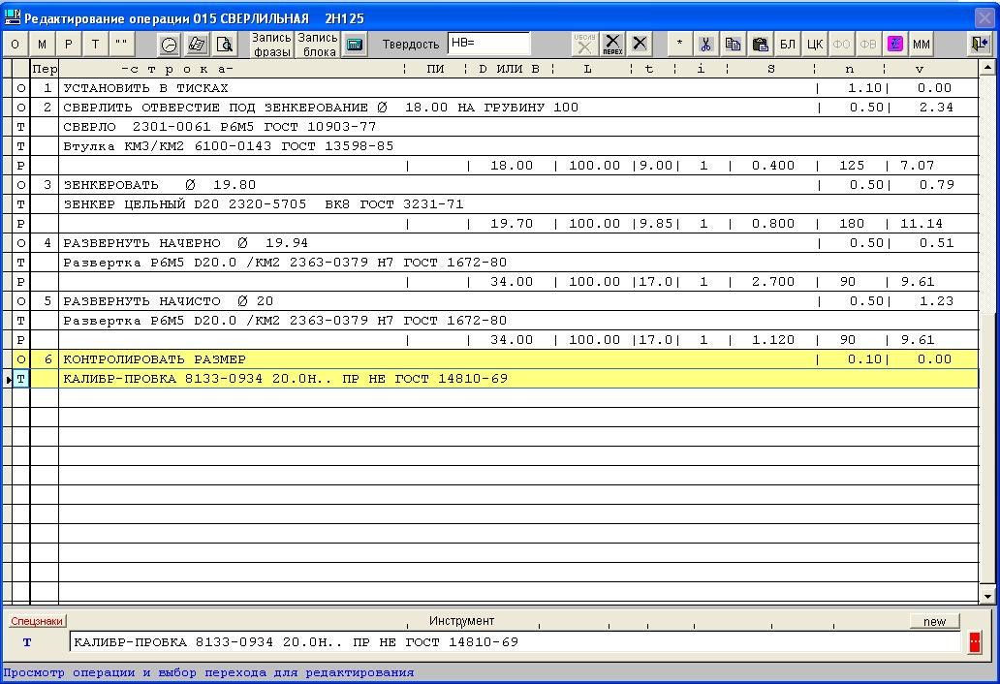 Редактирование операции 015 СВЕРЛИЛЬНАЯ 2Н125
О М Р Т "" Запись фразы Запись блока Твердость НВ= ПЕРЕХ * БЛ ЦК ФО ФВ Σ ММ
Пер -с т р о к а- ¦ ПИ ¦ D ИЛИ В ¦ L ¦ t ¦ i ¦ S ¦ n ¦ v
О 1 УСТАНОВИТЬ В ТИСКАХ | 1.10| 0.00
О 2 СВЕРЛИТЬ ОТВЕРСТИЕ ПОД ЗЕНКЕРОВАНИЕ Ø 18.00 НА ГРУБИНУ 100 | 0.50| 2.34
Т СВЕРЛО 2301-0061 Р6М5 ГОСТ 10903-77
Т Втулка КМ3/КМ2 6100-0143 ГОСТ 13598-85
Р | | 18.00 | 100.00 |9.00| 1 | 0.400 | 125 | 7.07
О 3 ЗЕНКЕРОВАТЬ Ø 19.80 | 0.50| 0.79
Т ЗЕНКЕР ЦЕЛЬНЫЙ D20 2320-5705 ВК8 ГОСТ 3231-71
Р | | 19.70 | 100.00 |9.85| 1 | 0.800 | 180 | 11.14
О 4 РАЗВЕРНУТЬ НАЧЕРНО Ø 19.94 | 0.50| 0.51
Т Развертка Р6М5 D20.0 /КМ2 2363-0379 Н7 ГОСТ 1672-80
Р | | 34.00 | 100.00 |17.0| 1 | 2.700 | 90 | 9.61
О 5 РАЗВЕРНУТЬ НАЧИСТО Ø 20 | 0.50| 1.23
Т Развертка Р6М5 D20.0 /КМ2 2363-0379 Н7 ГОСТ 1672-80
Р | | 34.00 | 100.00 |17.0| 1 | 1.120 | 90 | 9.61
О 6 КОНТРОЛИРОВАТЬ РАЗМЕР | 0.10| 0.00
Т КАЛИБР-ПРОБКА 8133-0934 20.0Н.. ПР НЕ ГОСТ 14810-69
Спецзнаки Инструмент new
Т КАЛИБР-ПРОБКА 8133-0934 20.0Н.. ПР НЕ ГОСТ 14810-69
Просмотр операции и выбор перехода для редактирования